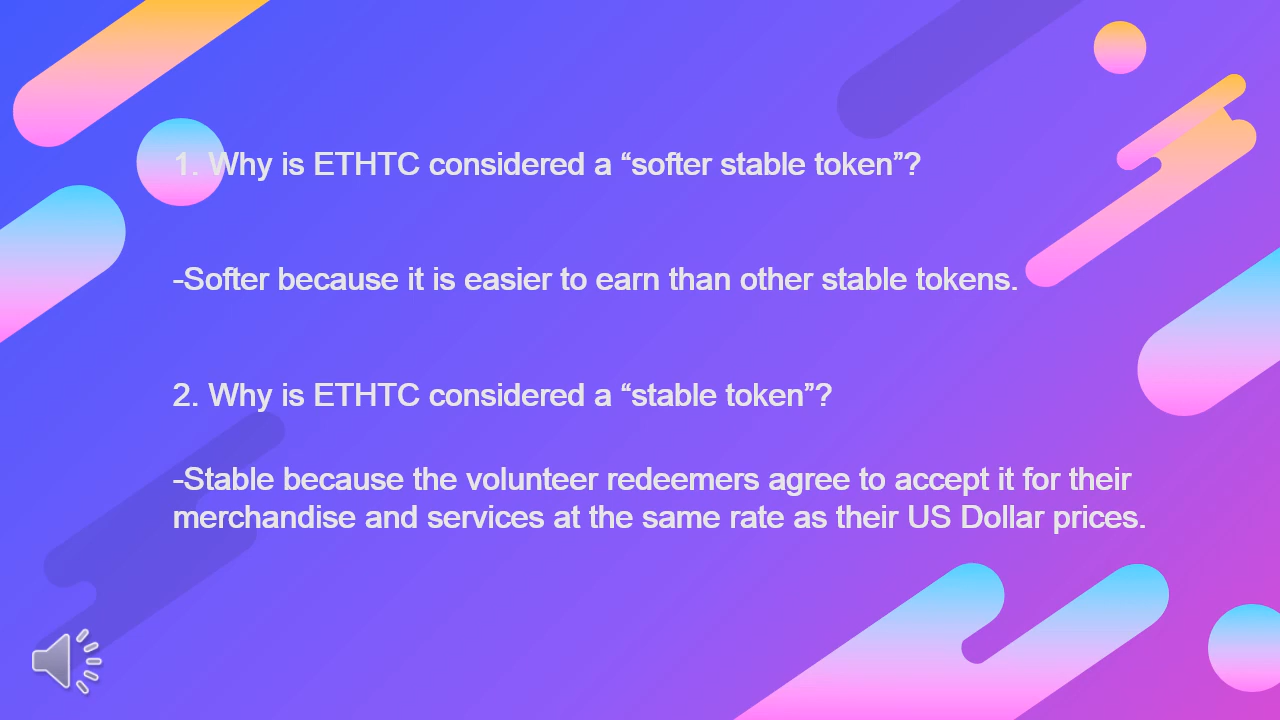 1. Why is ETHTC considered a “softer stable token”?
-Softer because it is easier to earn than other stable tokens.
2. Why is ETHTC considered a “stable token”?
-Stable because the volunteer redeemers agree to accept it for their
merchandise and services at the same rate as their US Dollar prices.